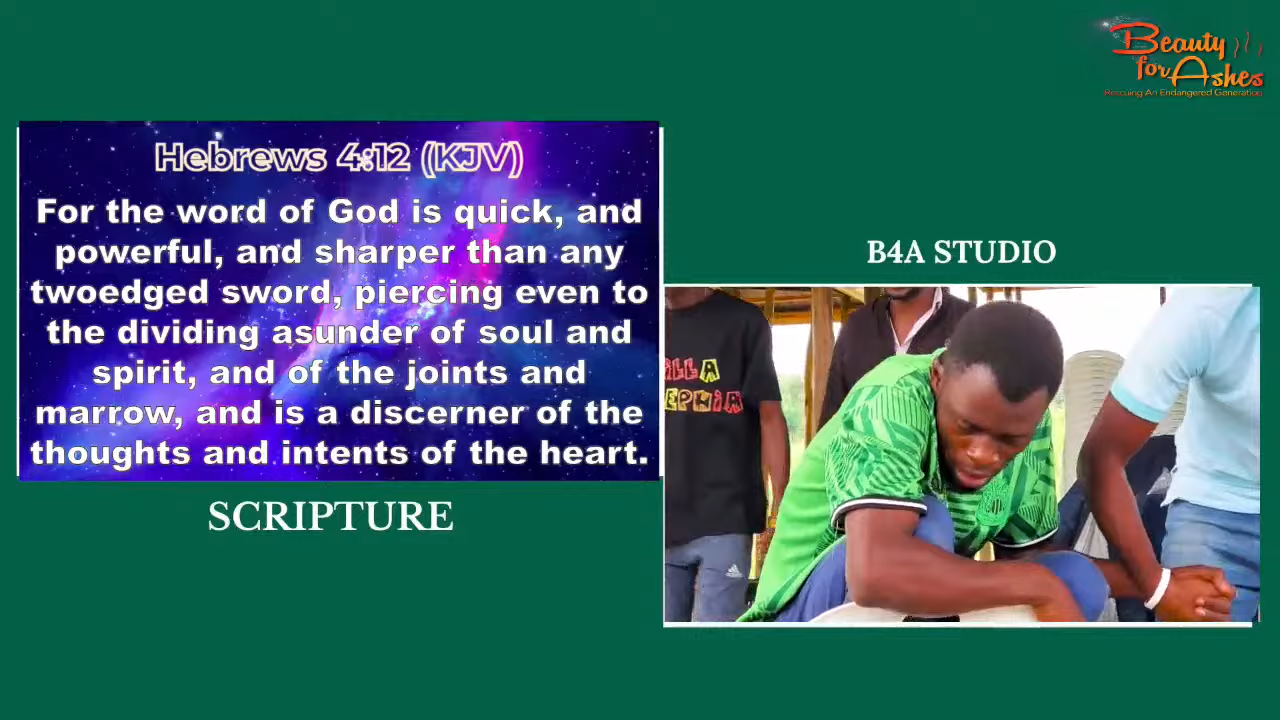 Beauty
for Ashes
Rescuing An Endangered Generation
Hebrews 4:12 (KJV)
For the word of God is quick, and
powerful, and sharper than any
twoedged sword, piercing even to
the dividing asunder of soul and
spirit, and of the joints and
marrow, and is a discerner of the
thoughts and intents of the heart.
SCRIPTURE
B4A STUDIO